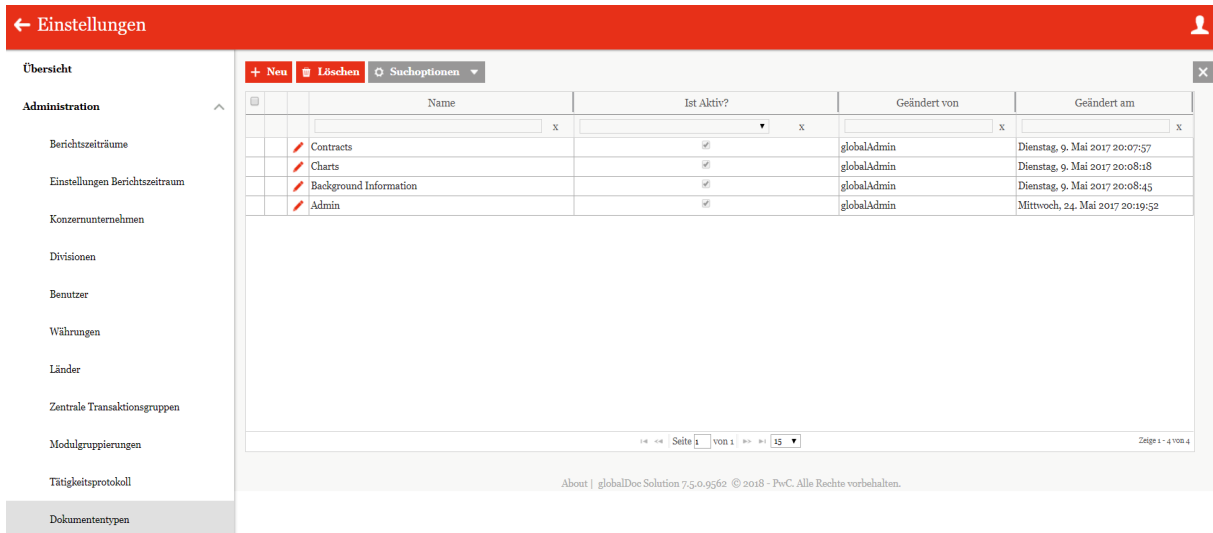 Einstellungen
Übersicht
Administration
Berichtszeiträume
Einstellungen Berichtszeitraum
Konzernunternehmen
Divisionen
Benutzer
Währungen
Länder
Zentrale Transaktionsgruppen
Modulgruppierungen
Tätigkeitsprotokoll
Dokumententypen
+ Neu Löschen Suchoptionen
Name Ist Aktiv? Geändert von Geändert am
x x x x
Contracts globalAdmin Dienstag, 9. Mai 2017 20:07:57
Charts globalAdmin Dienstag, 9. Mai 2017 20:08:18
Background Information globalAdmin Dienstag, 9. Mai 2017 20:08:45
Admin globalAdmin Mittwoch, 24. Mai 2017 20:19:52
Seite 1 von 1 15 Zeige 1 - 4 von 4
About | globalDoc Solution 7.5.0.9562 © 2018 - PwC. Alle Rechte vorbehalten.